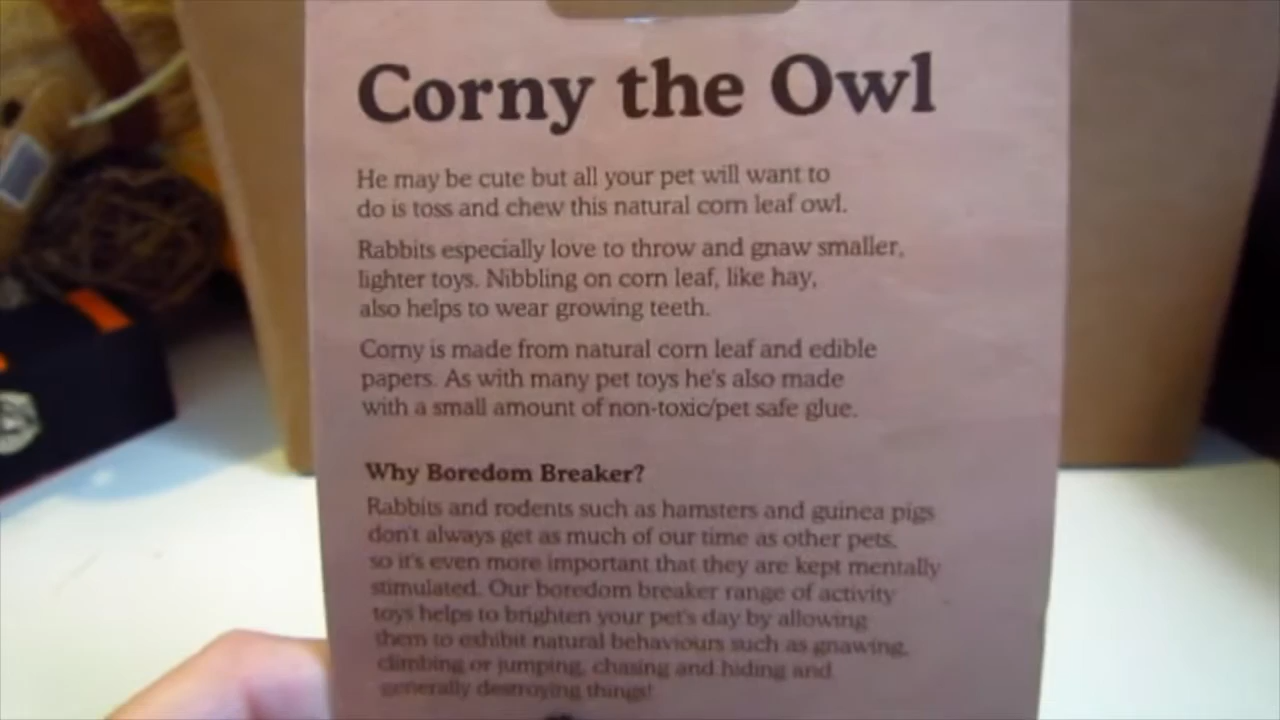 Corny the Owl
He may be cute but all your pet will want to
do is toss and chew this natural corn leaf owl.
Rabbits especially love to throw and gnaw smaller,
lighter toys. Nibbling on corn leaf, like hay,
also helps to wear growing teeth.
Corny is made from natural corn leaf and edible
papers. As with many pet toys he's also made
with a small amount of non-toxic/pet safe glue.
Why Boredom Breaker?
Rabbits and rodents such as hamsters and guinea pigs
don't always get as much of our time as other pets,
so it's even more important that they are kept mentally
stimulated. Our boredom breaker range of activity
toys helps to brighten your pet's day by allowing
them to exhibit natural behaviours such as gnawing,
climbing or jumping, chasing and hiding and
generally destroying things!